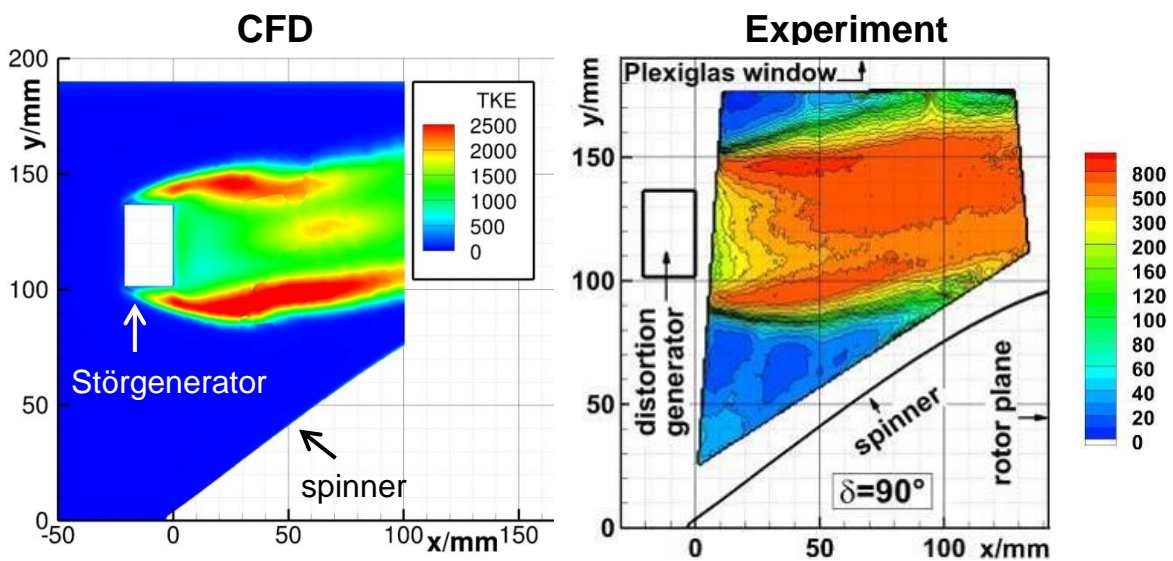 CFD
200
150
100
50
0
y/mm
-50
0
50
100
x/mm
150
TKE
2500
2000
1500
1000
500
0
Störgenerator
spinner
Experiment
Plexiglas window
y/mm
150
100
50
0
distortion
generator
spinner
rotor plane
δ=90°
0
50
100
x/mm
800
500
300
200
160
120
80
60
40
20
0